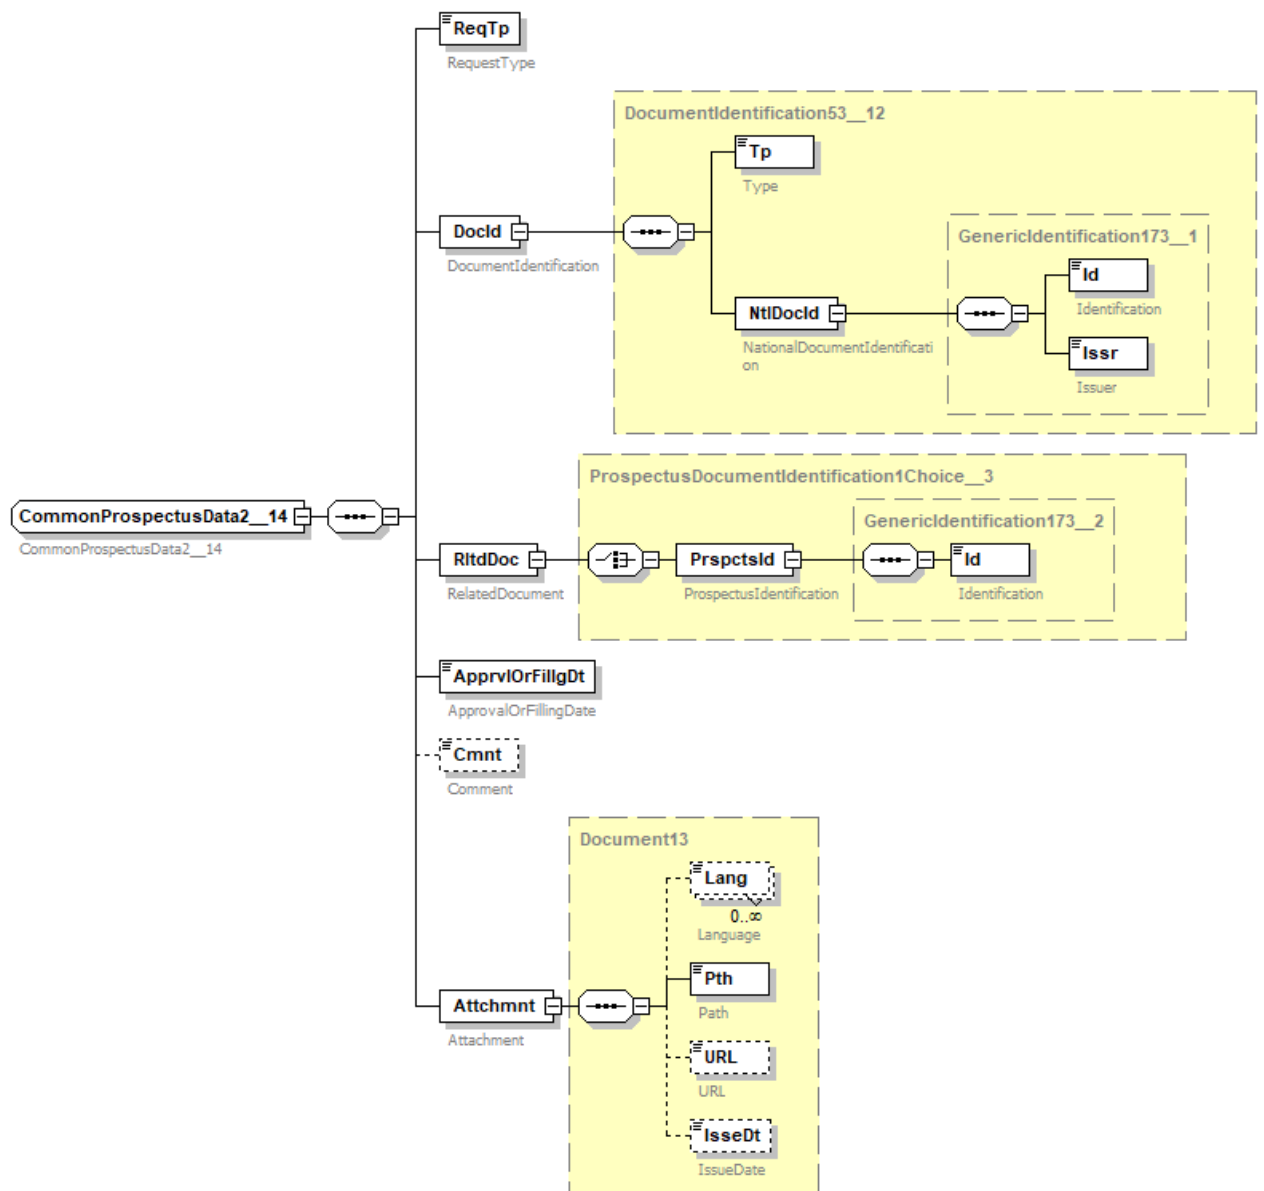 ReqTp
RequestType
DocumentIdentification53__12
Tp
Type
DocId
DocumentIdentification
GenericIdentification173__1
Id
Identification
NtlDocId
NationalDocumentIdentificati
on
Issr
Issuer
ProspectusDocumentIdentification1Choice__3
CommonProspectusData2__14
CommonProspectusData2__14
GenericIdentification173__2
RltdDoc
RelatedDocument
PrspctsId
ProspectusIdentification
Id
Identification
ApprvlOrFillgDt
ApprovalOrFillingDate
Cmnt
Comment
Document13
Lang
0..∞
Language
Attchmnt
Attachment
Pth
Path
URL
URL
IsseDt
IssueDate